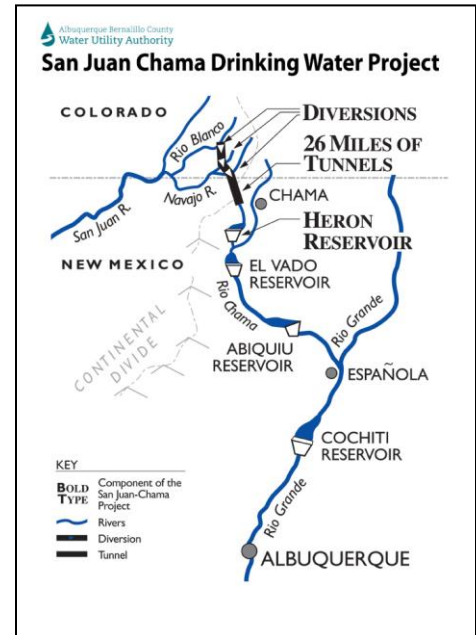 Albuquerque Bernalillo County
Water Utility Authority
San Juan Chama Drinking Water Project
COLORADO
Rio Blanco
DIVERSIONS
26 MILES OF
TUNNELS
Navajo R.
San Juan R.
CHAMA
HERON
RESERVOIR
NEW MEXICO
EL VADO
RESERVOIR
Rio Chama
CONTINENTAL
DIVIDE
Rio Grande
ABIQUIU
RESERVOIR
ESPAÑOLA
COCHITI
RESERVOIR
KEY
BOLD
TYPE
Component of the
San Juan-Chama
Project
Rivers
Diversion
Tunnel
Rio Grande
ALBUQUERQUE